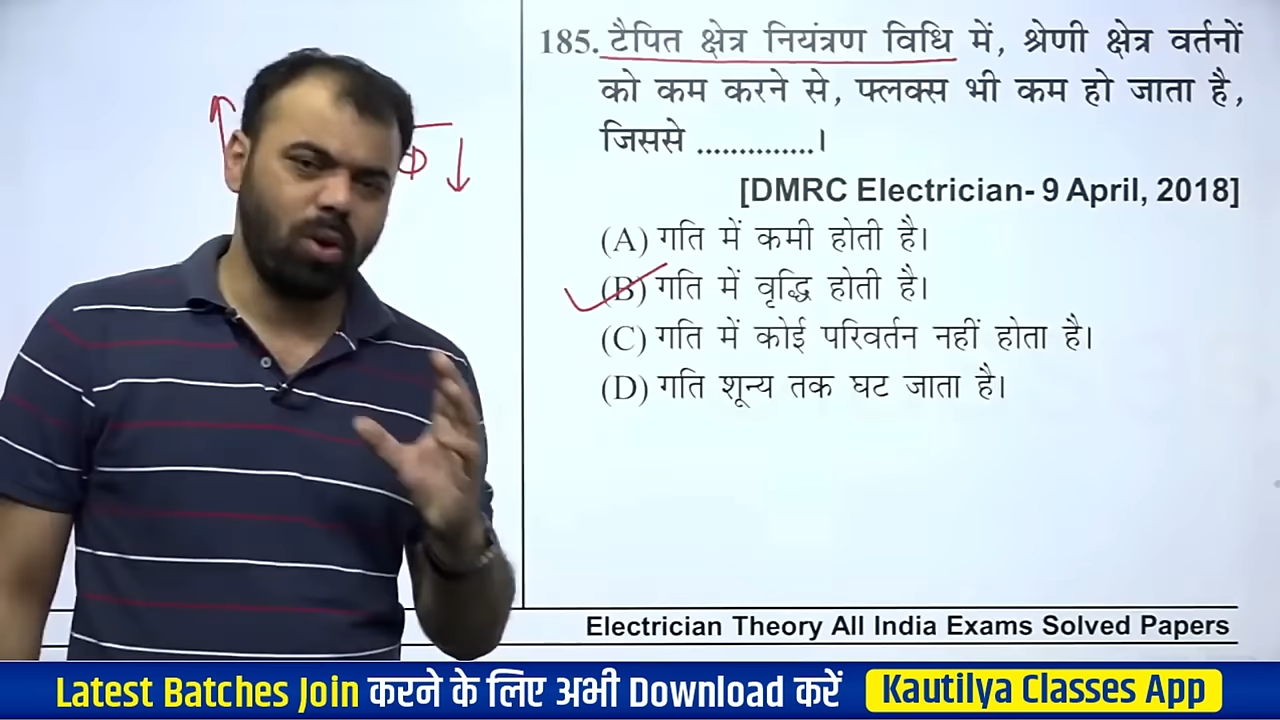 185. टैपित क्षेत्र नियंत्रण विधि में, श्रेणी क्षेत्र वर्तनों
को कम करने से, फ्लक्स भी कम हो जाता है,
जिससे ..............।
[DMRC Electrician- 9 April, 2018]
(A) गति में कमी होती है।
(B) गति में वृद्धि होती है।
(C) गति में कोई परिवर्तन नहीं होता है।
(D) गति शून्य तक घट जाता है।
ϕ ↓
Electrician Theory All India Exams Solved Papers
Latest Batches Join करने के लिए अभी Download करें Kautilya Classes App